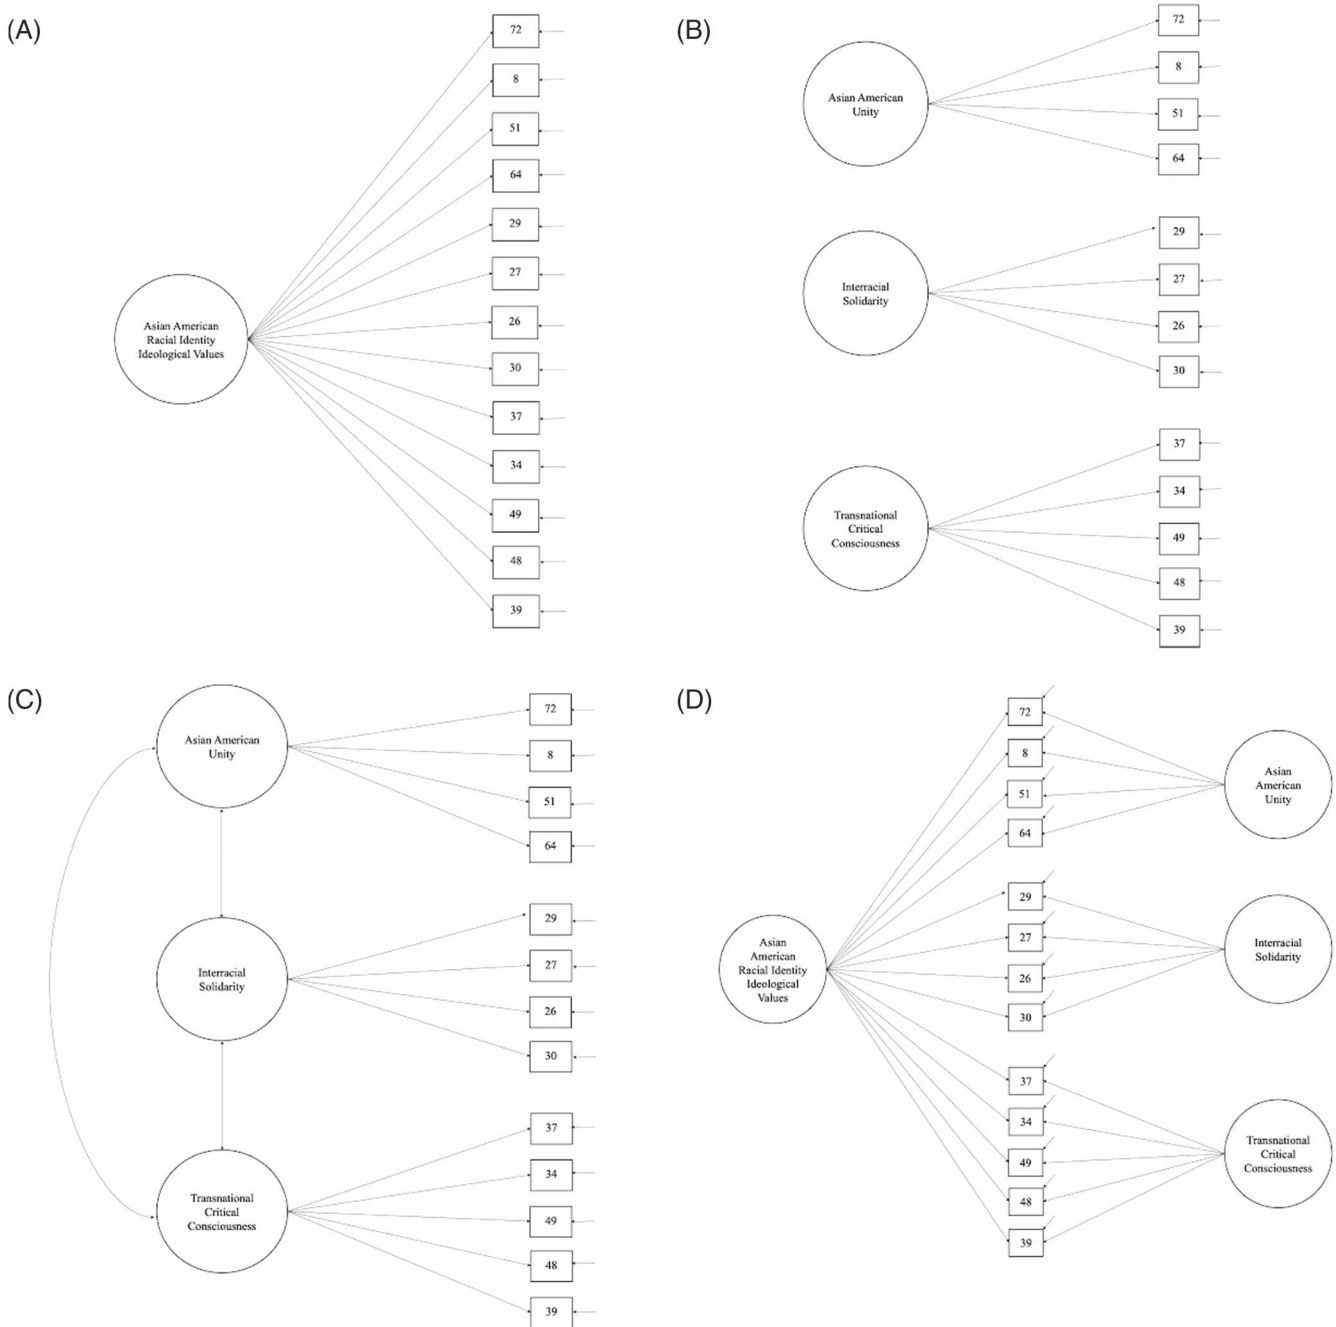 (A)
72
8
51
64
29
27
26
30
37
34
49
48
39
Asian American
Racial Identity
Ideological Values
(B)
Asian American
Unity
72
8
51
64
Interracial
Solidarity
29
27
26
30
Transnational
Critical
Consciousness
37
34
49
48
39
(C)
Asian American
Unity
72
8
51
64
Interracial
Solidarity
29
27
26
30
Transnational
Critical
Consciousness
37
34
49
48
39
(D)
Asian
American
Racial Identity
Ideological
Values
72
8
51
64
29
27
26
30
37
34
49
48
39
Asian
American
Unity
Interracial
Solidarity
Transnational
Critical
Consciousness